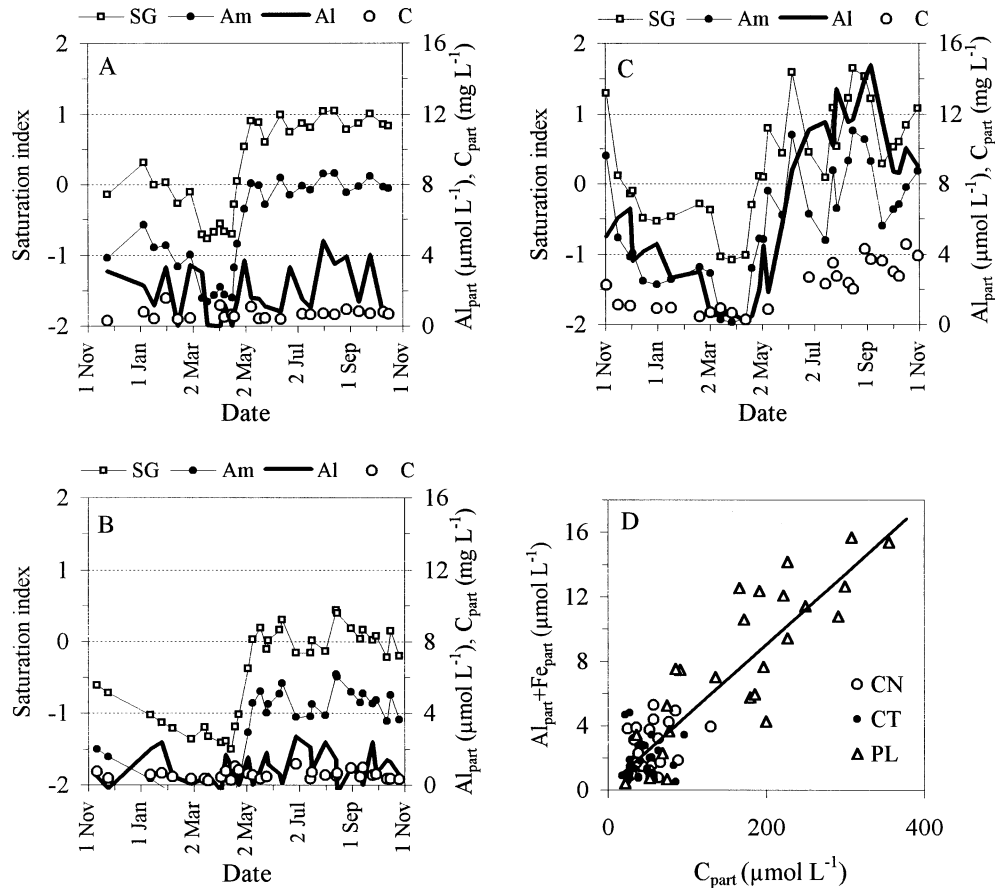 SG Am Al C
A
2
1
0
-1
-2
Saturation index
16
12
8
4
0
Al_part (µmol L⁻¹), C_part (mg L⁻¹)
1 Nov
1 Jan
2 Mar
2 May
2 Jul
1 Sep
1 Nov
Date
SG Am Al C
C
2
1
0
-1
-2
Saturation index
16
12
8
4
0
Al_part (µmol L⁻¹), C_part (mg L⁻¹)
1 Nov
1 Jan
2 Mar
2 May
2 Jul
1 Sep
1 Nov
Date
SG Am Al C
B
2
1
0
-1
-2
Saturation index
16
12
8
4
0
Al_part (µmol L⁻¹), C_part (mg L⁻¹)
1 Nov
1 Jan
2 Mar
2 May
2 Jul
1 Sep
1 Nov
Date
D
16
12
8
4
0
Al_part+Fe_part (µmol L⁻¹)
CN
CT
PL
0
200
400
C_part (µmol L⁻¹)